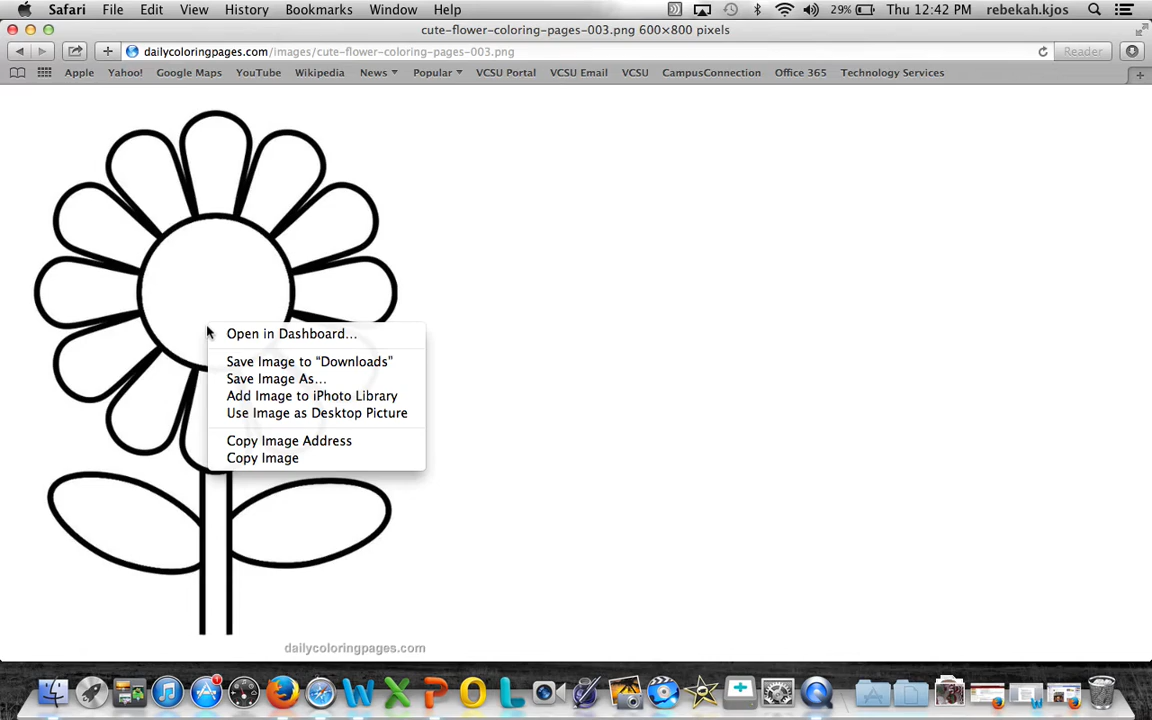 Safari File Edit View History Bookmarks Window Help 29% Thu 12:42 PM rebekah.kjos
cute-flower-coloring-pages-003.png 600×800 pixels
dailycoloringpages.com/images/cute-flower-coloring-pages-003.png Reader
Apple Yahoo! Google Maps YouTube Wikipedia News Popular VCSU Portal VCSU Email VCSU CampusConnection Office 365 Technology Services
Open in Dashboard...
Save Image to “Downloads”
Save Image As...
Add Image to iPhoto Library
Use Image as Desktop Picture
Copy Image Address
Copy Image
dailycoloringpages.com
1
W X P O L